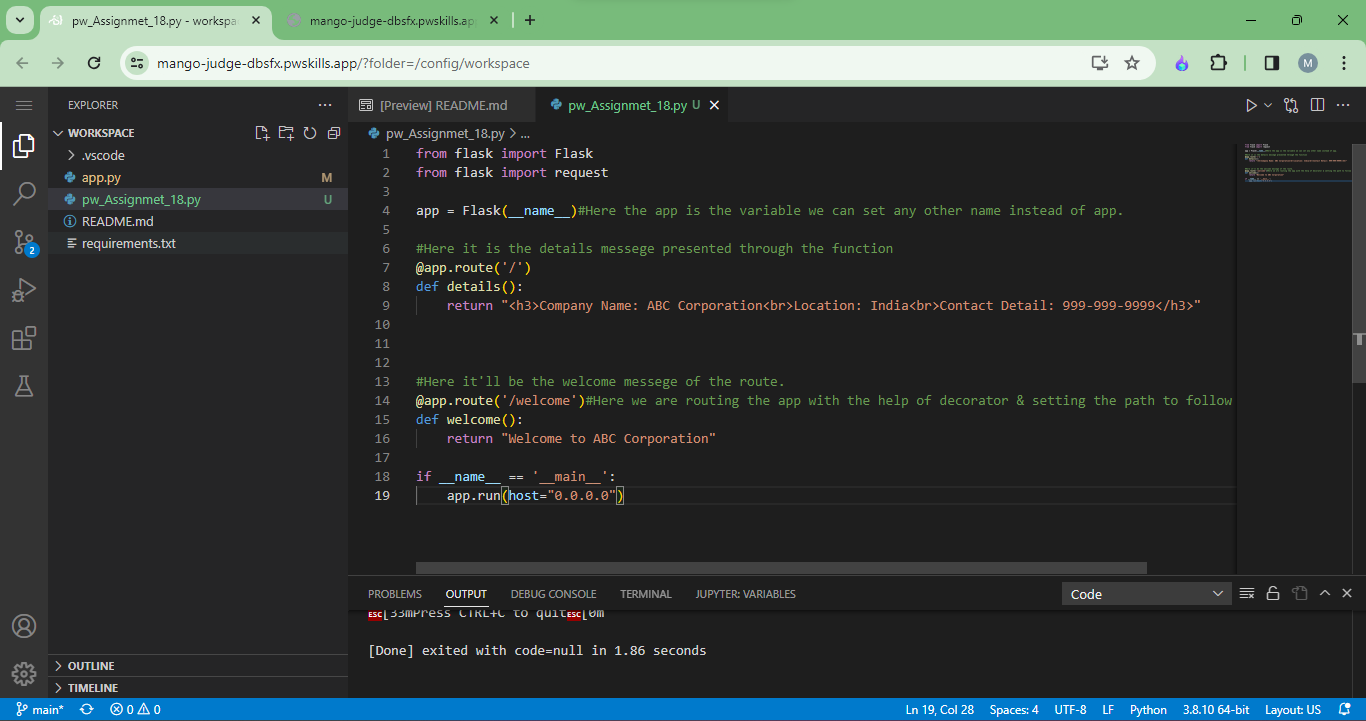 pw_Assignmet_18.py - workspa
mango-judge-dbsfx.pwskills.ap
mango-judge-dbsfx.pwskills.app/?folder=/config/workspace
M
EXPLORER
[Preview] README.md
pw_Assignmet_18.py U
WORKSPACE
pw_Assignmet_18.py > ...
.vscode
app.py M
pw_Assignmet_18.py U
README.md
requirements.txt
1 from flask import Flask
2 from flask import request
3
4 app = Flask(__name__)#Here the app is the variable we can set any other name instead of app.
5
6 #Here it is the details messege presented through the function
7 @app.route('/')
8 def details():
9 return "<h3>Company Name: ABC Corporation<br>Location: India<br>Contact Detail: 999-999-9999</h3>"
10
11
12
13 #Here it'll be the welcome messege of the route.
14 @app.route('/welcome')#Here we are routing the app with the help of decorator & setting the path to follow
15 def welcome():
16 return "Welcome to ABC Corporation"
17
18 if __name__ == '__main__':
19 app.run(host="0.0.0.0")
2
PROBLEMS OUTPUT DEBUG CONSOLE TERMINAL JUPYTER: VARIABLES
Code
ESC[33mPress CTRL+C to quitESC[0m
[Done] exited with code=null in 1.86 seconds
OUTLINE
TIMELINE
main* 0 0 Ln 19, Col 28 Spaces: 4 UTF-8 LF Python 3.8.10 64-bit Layout: US